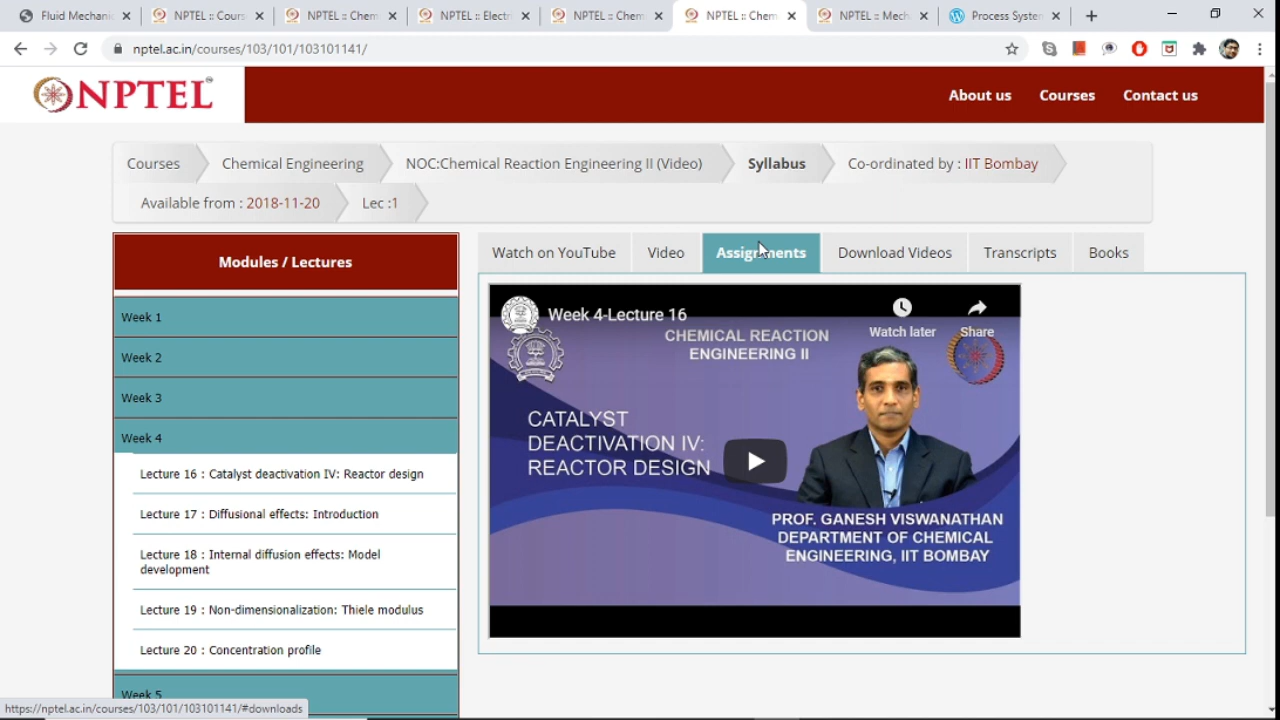 Fluid Mechanic
NPTEL :: Cours
NPTEL :: Chem
NPTEL :: Electri
NPTEL :: Chem
NPTEL :: Chem
NPTEL :: Mech
Process System
nptel.ac.in/courses/103/101/103101141/
NPTEL
About us
Courses
Contact us
Courses
Chemical Engineering
NOC:Chemical Reaction Engineering II (Video)
Syllabus
Co-ordinated by : IIT Bombay
Available from : 2018-11-20
Lec :1
Modules / Lectures
Week 1
Week 2
Week 3
Week 4
Lecture 16 : Catalyst deactivation IV: Reactor design
Lecture 17 : Diffusional effects: Introduction
Lecture 18 : Internal diffusion effects: Model
development
Lecture 19 : Non-dimensionalization: Thiele modulus
Lecture 20 : Concentration profile
Week 5
Watch on YouTube
Video
Assignments
Download Videos
Transcripts
Books
Week 4-Lecture 16
Watch later
Share
CHEMICAL REACTION
ENGINEERING II
CATALYST
DEACTIVATION IV:
REACTOR DESIGN
PROF. GANESH VISWANATHAN
DEPARTMENT OF CHEMICAL
ENGINEERING, IIT BOMBAY
https://nptel.ac.in/courses/103/101/103101141/#downloads